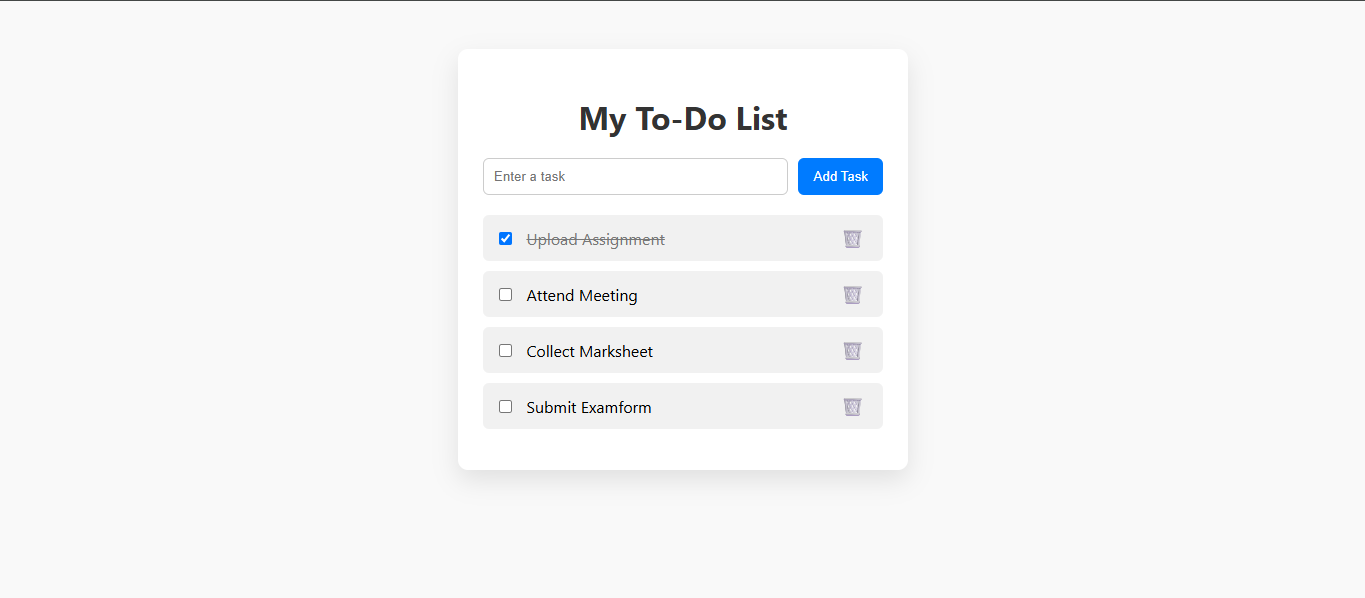 My To-Do List
Enter a task
Add Task
Upload Assignment
Attend Meeting
Collect Marksheet
Submit Examform